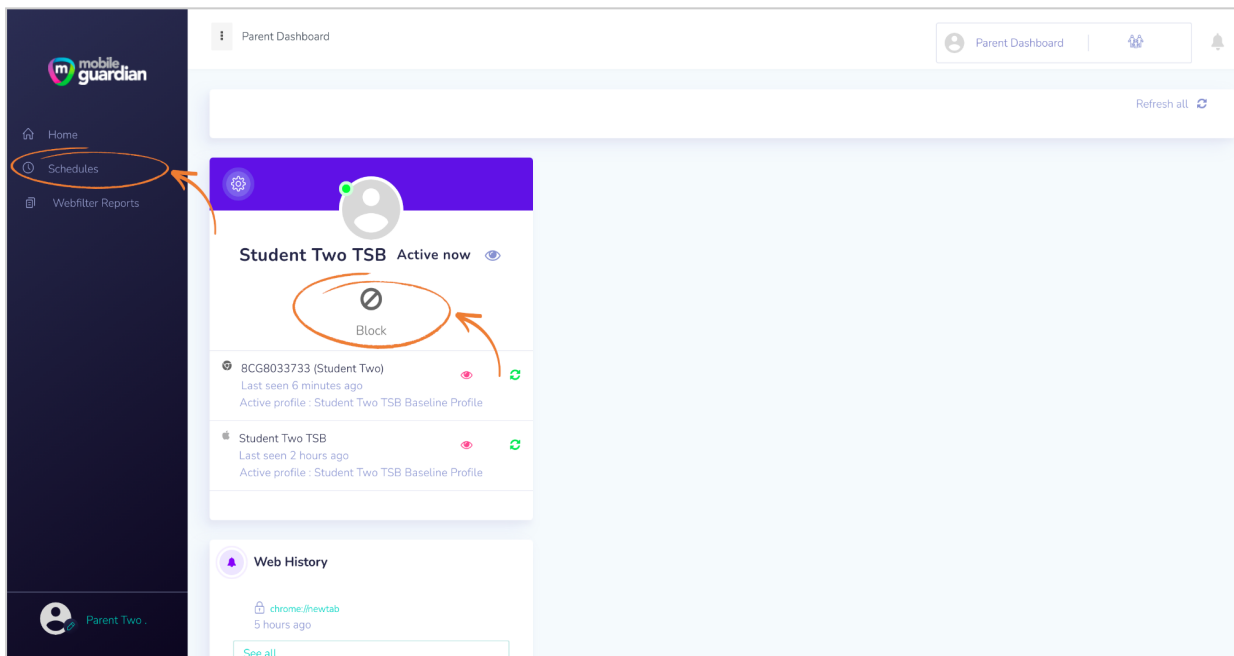 mobile
guardian
Parent Dashboard
Parent Dashboard
Refresh all
Home
Schedules
Webfilter Reports
Student Two TSB Active now
Block
8CG8033733 (Student Two)
Last seen 6 minutes ago
Active profile : Student Two TSB Baseline Profile
Student Two TSB
Last seen 2 hours ago
Active profile : Student Two TSB Baseline Profile
Web History
chrome://newtab
5 hours ago
See all
Parent Two .